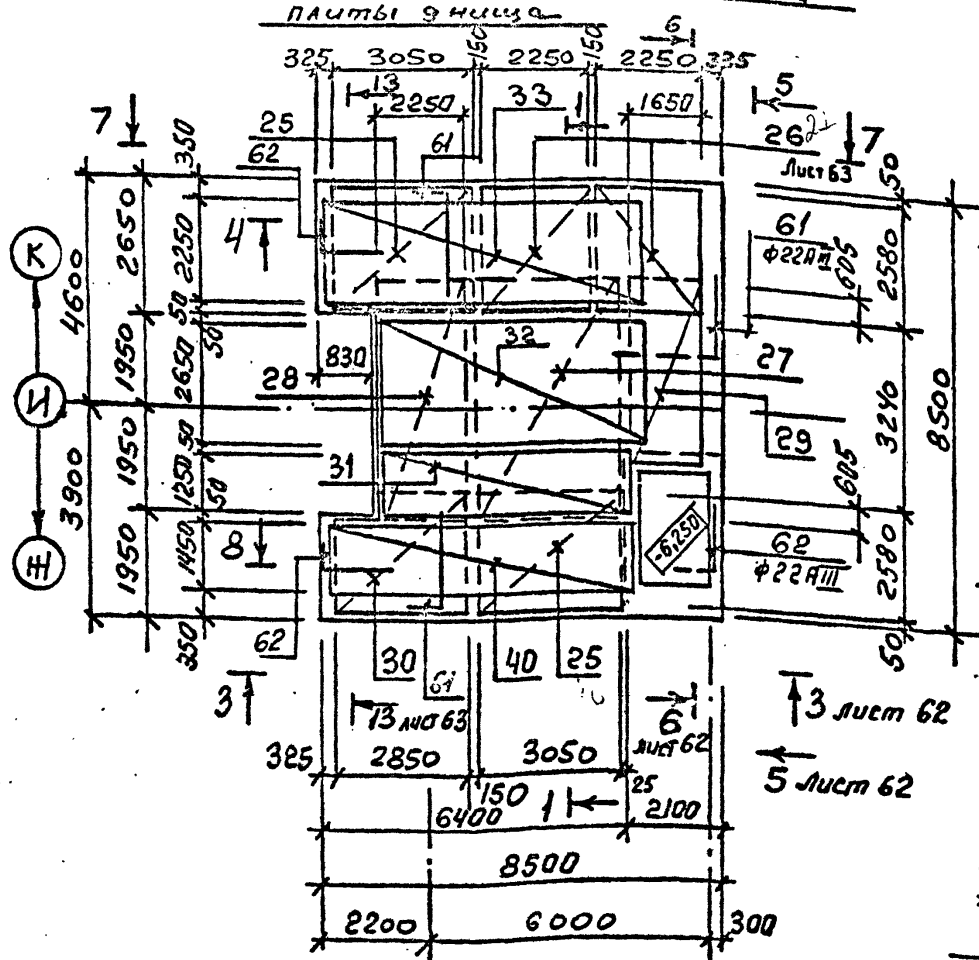 плиты днища
6
325 3050 150 2250 150 2250 325
13
2250 33 1 1650 5
7 25 61 26 7
62 Лист 63
350 50
4
61
ф22АIII
К 4600 2650 2250 605 2580
50 50
830 32
И 1950 2650 28 27 3240 8500
29
1950 1250 50 31 605
50
3900 8 -6,250 62
ф22АIII
Ж 1950 1450 2580
350 62 30 61 40 25 50
3 13 лист 63 6 лист 62 3 лист 62
325 2850 3050 5 лист 62
150 1 25
6400 2100
8500
2200 6000 300